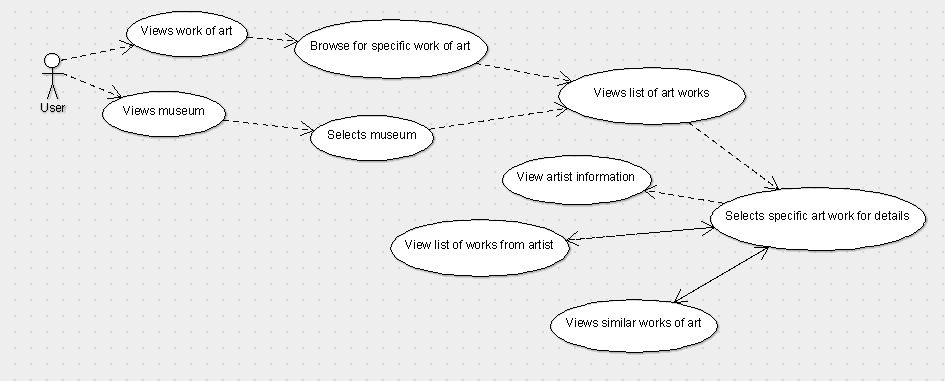 Views work of art
Browse for specific work of art
Views list of art works
User
Views museum
Selects museum
View artist information
Selects specific art work for details
View list of works from artist
Views similar works of art